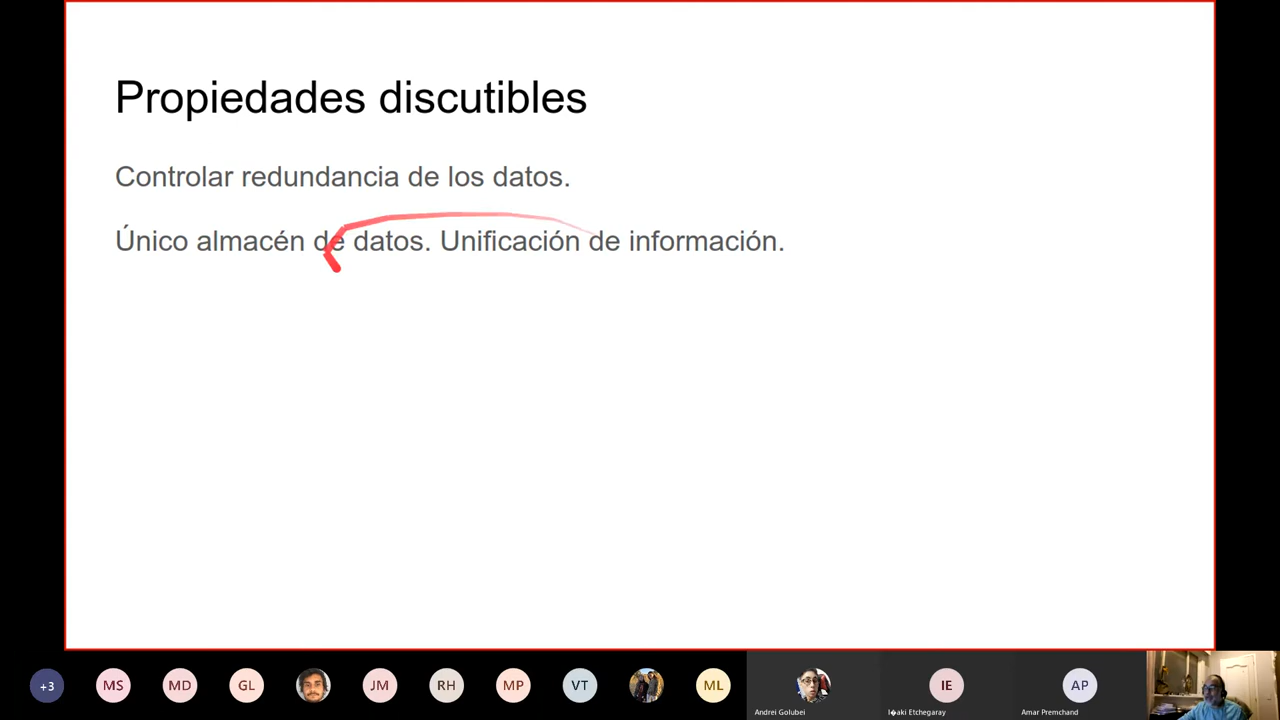 Propiedades discutibles
Controlar redundancia de los datos.
Único almacén de datos. Unificación de información.
+3
MS
MD
GL
JM
RH
MP
VT
ML
IE
AP
Andrei Golubei
I�aki Etchegaray
Amar Premchand